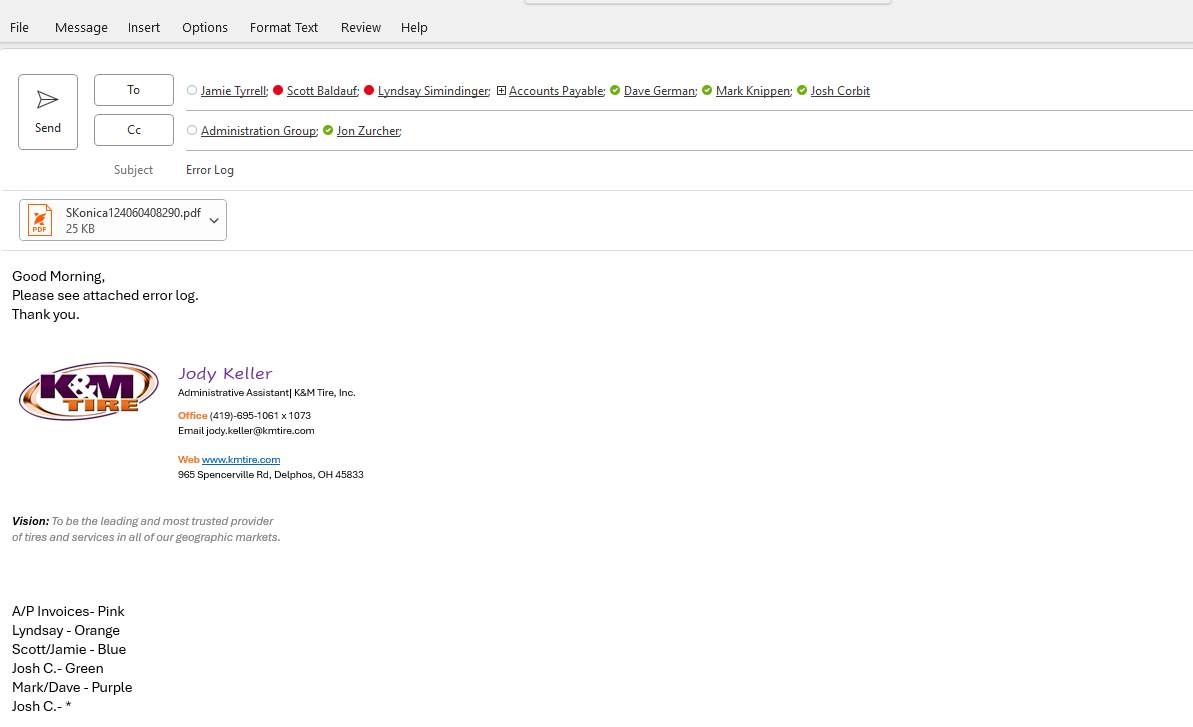 File Message Insert Options Format Text Review Help
Send
To
Jamie Tyrrell; Scott Baldauf; Lyndsay Simindinger; Accounts Payable; Dave German; Mark Knippen; Josh Corbit
Cc
Administration Group; Jon Zurcher;
Subject Error Log
SKonica124060408290.pdf
25 KB
PDF
Good Morning,
Please see attached error log.
Thank you.
K&M
TIRE
Jody Keller
Administrative Assistant| K&M Tire, Inc.
Office (419)-695-1061 x 1073
Email jody.keller@kmtire.com
Web www.kmtire.com
965 Spencerville Rd, Delphos, OH 45833
Vision: To be the leading and most trusted provider
of tires and services in all of our geographic markets.
A/P Invoices- Pink
Lyndsay - Orange
Scott/Jamie - Blue
Josh C.- Green
Mark/Dave - Purple
Josh C.- *